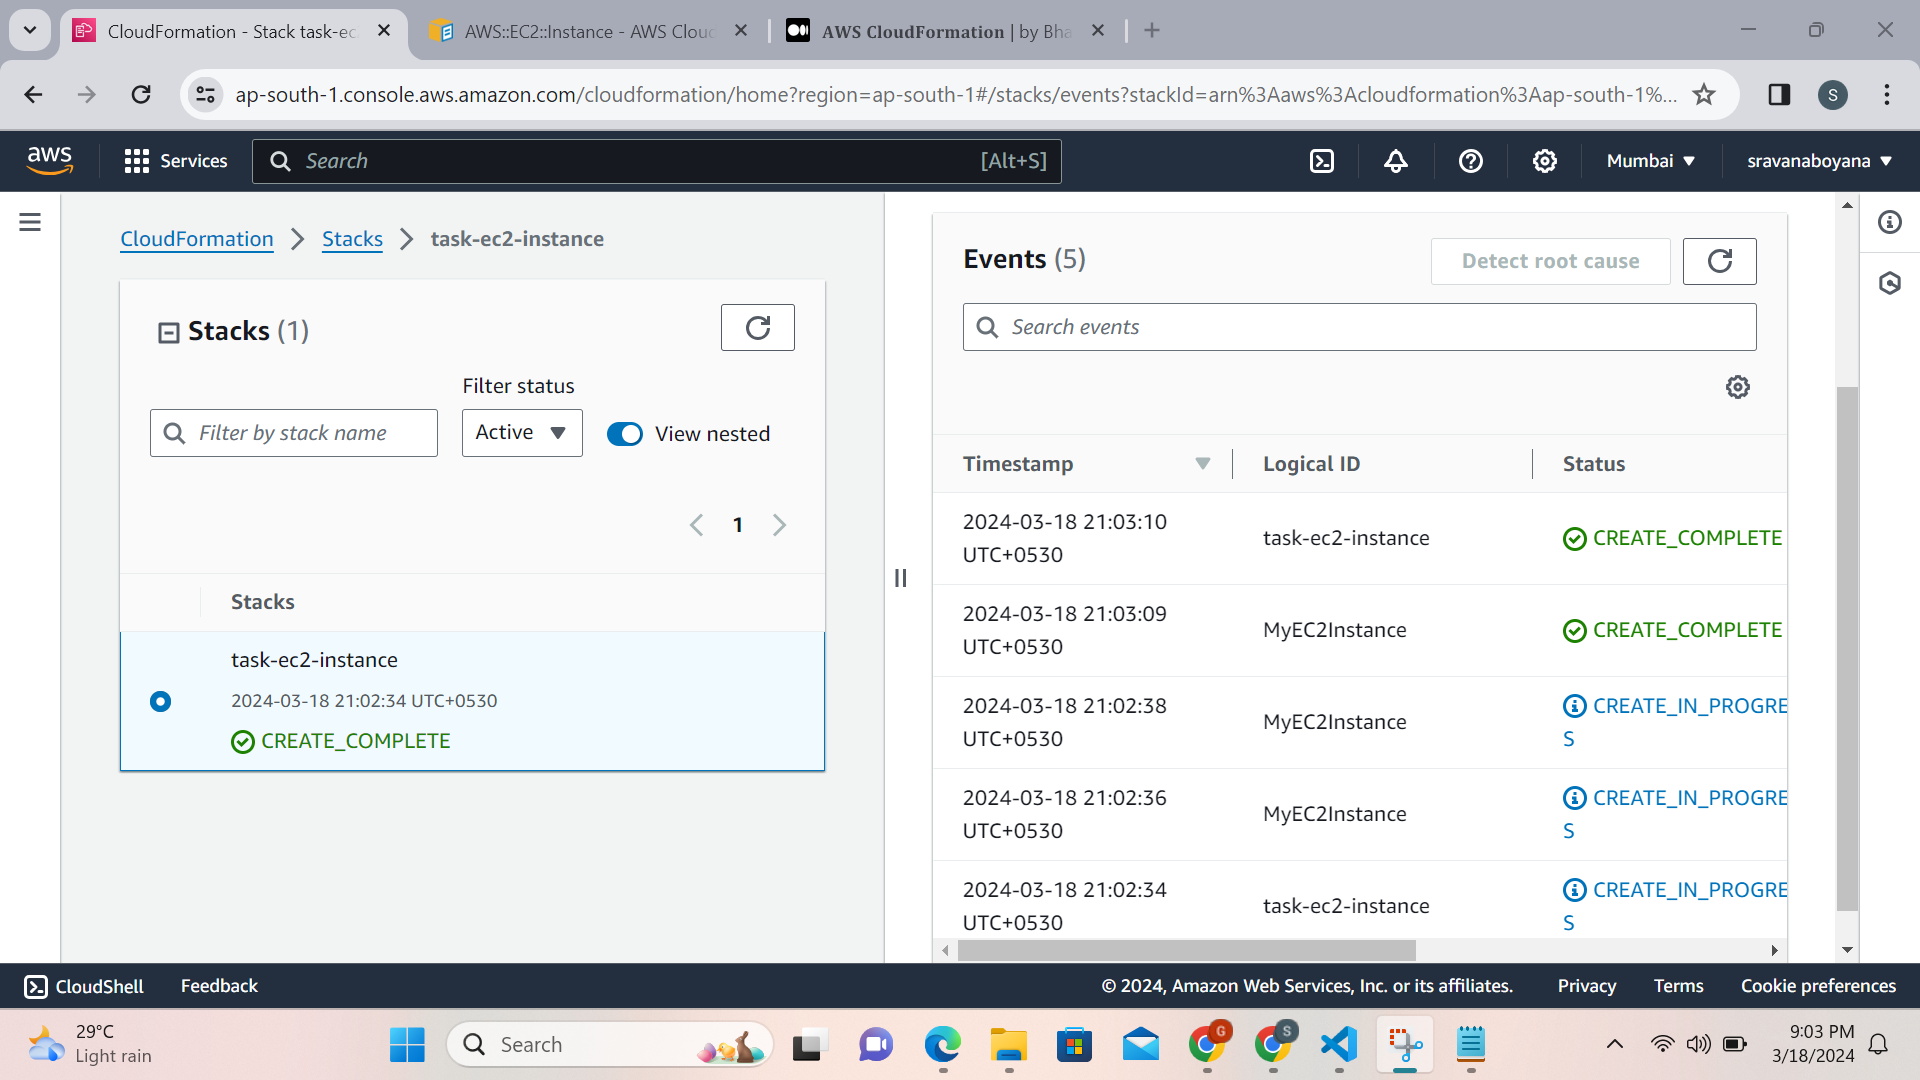 CloudFormation - Stack task-ec
AWS::EC2::Instance - AWS Clou
AWS CloudFormation | by Bha
ap-south-1.console.aws.amazon.com/cloudformation/home?region=ap-south-1#/stacks/events?stackId=arn%3Aaws%3Acloudformation%3Aap-south-1%...
S
aws
Services
Search
[Alt+S]
Mumbai
sravanaboyana
CloudFormation
Stacks
task-ec2-instance
Stacks (1)
Filter status
Filter by stack name
Active
View nested
1
Stacks
task-ec2-instance
2024-03-18 21:02:34 UTC+0530
CREATE_COMPLETE
Events (5)
Detect root cause
Search events
Timestamp
Logical ID
Status
2024-03-18 21:03:10
UTC+0530
task-ec2-instance
CREATE_COMPLETE
2024-03-18 21:03:09
UTC+0530
MyEC2Instance
CREATE_COMPLETE
2024-03-18 21:02:38
UTC+0530
MyEC2Instance
CREATE_IN_PROGRE
S
2024-03-18 21:02:36
UTC+0530
MyEC2Instance
CREATE_IN_PROGRE
S
2024-03-18 21:02:34
UTC+0530
task-ec2-instance
CREATE_IN_PROGRE
S
CloudShell
Feedback
© 2024, Amazon Web Services, Inc. or its affiliates.
Privacy
Terms
Cookie preferences
29°C
Light rain
Search
G
S
9:03 PM
3/18/2024